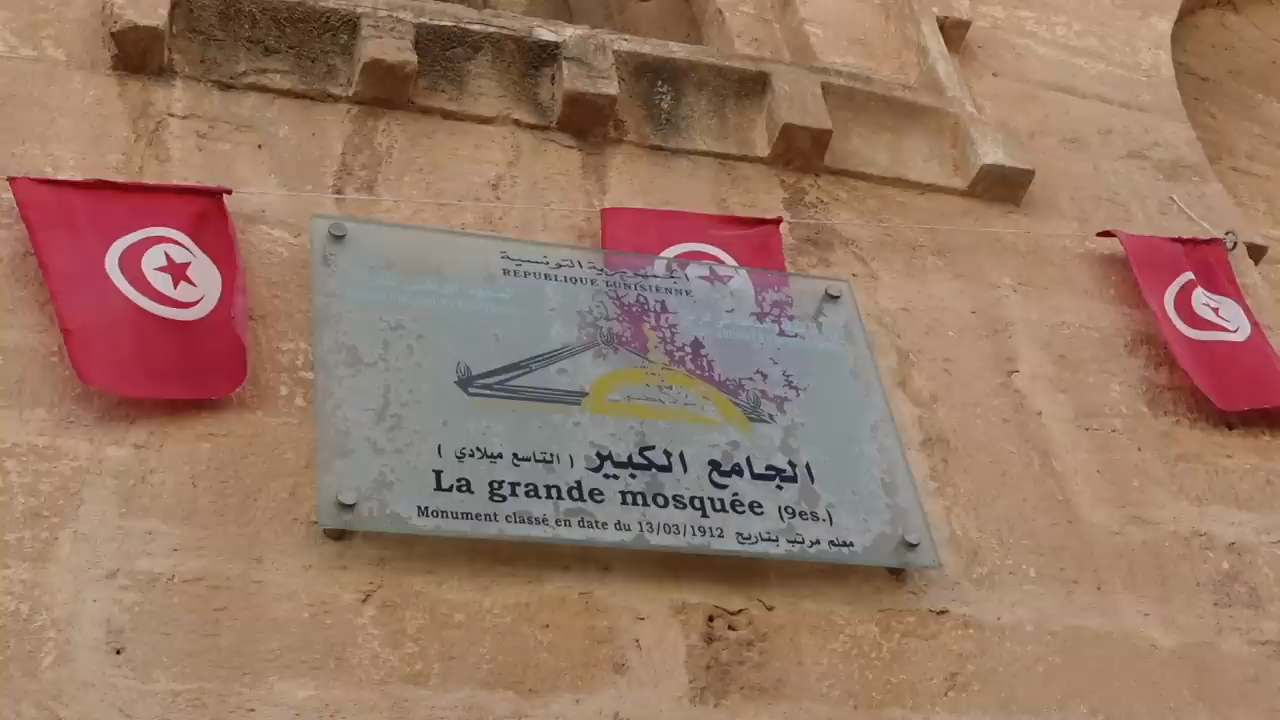 الجمهورية التونسية
REPUBLIQUE TUNISIENNE
الجامع الكبير ( التاسع ميلادي )
La grande mosquée (9es.)
Monument classé en date du 13/03/1912 معلم مرتب بتاريخ